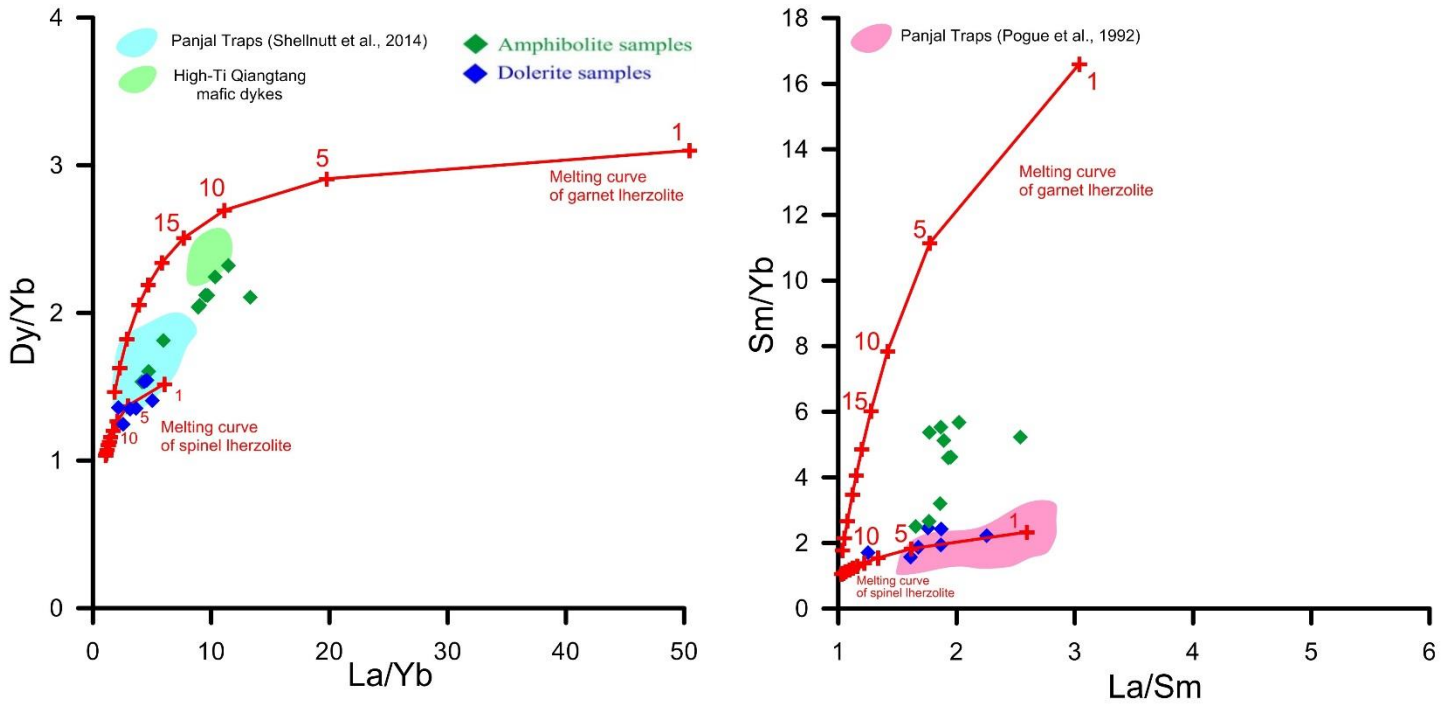 4
3
2
1
0
Dy/Yb
0
10
20
30
40
50
La/Yb
Panjal Traps (Shellnutt et al., 2014)
High-Ti Qiangtang
mafic dykes
Amphibolite samples
Dolerite samples
1
5
10
15
Melting curve
of garnet lherzolite
1
5
10
Melting curve
of spinel lherzolite
18
16
14
12
10
8
6
4
2
0
Sm/Yb
1
2
3
4
5
6
La/Sm
Panjal Traps (Pogue et al., 1992)
1
Melting curve
of garnet lherzolite
5
10
15
10
5
1
Melting curve
of spinel lherzolite